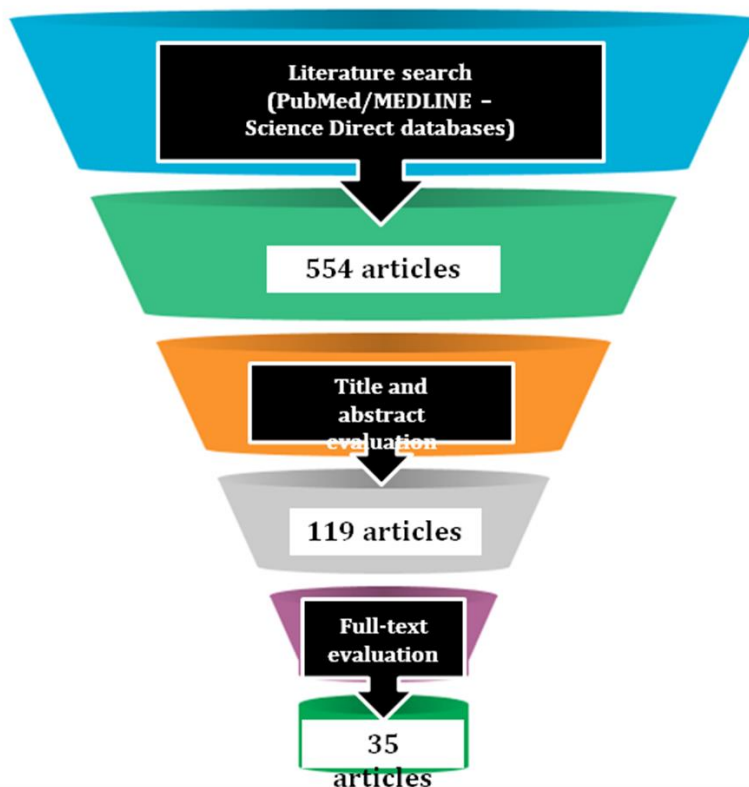 Literature search
(PubMed/MEDLINE –
Science Direct databases)
554 articles
Title and
abstract
evaluation
119 articles
Full-text
evaluation
35
articles